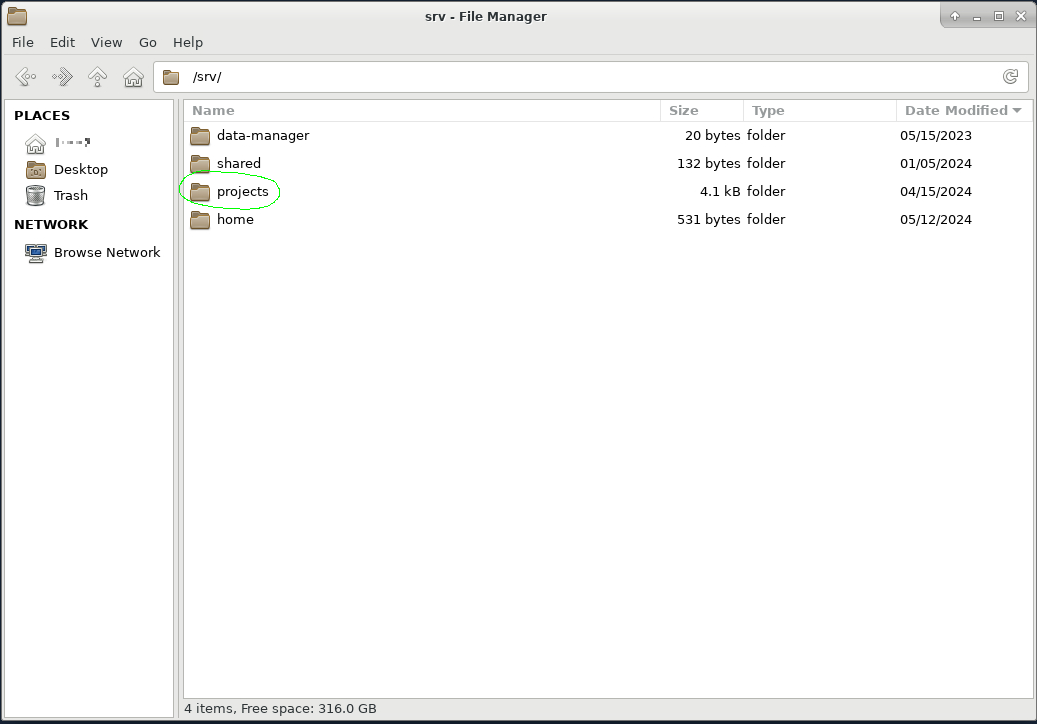 srv - File Manager
File Edit View Go Help
/srv/
PLACES
Desktop
Trash
NETWORK
Browse Network
Name Size Type Date Modified
data-manager 20 bytes folder 05/15/2023
shared 132 bytes folder 01/05/2024
projects 4.1 kB folder 04/15/2024
home 531 bytes folder 05/12/2024
4 items, Free space: 316.0 GB